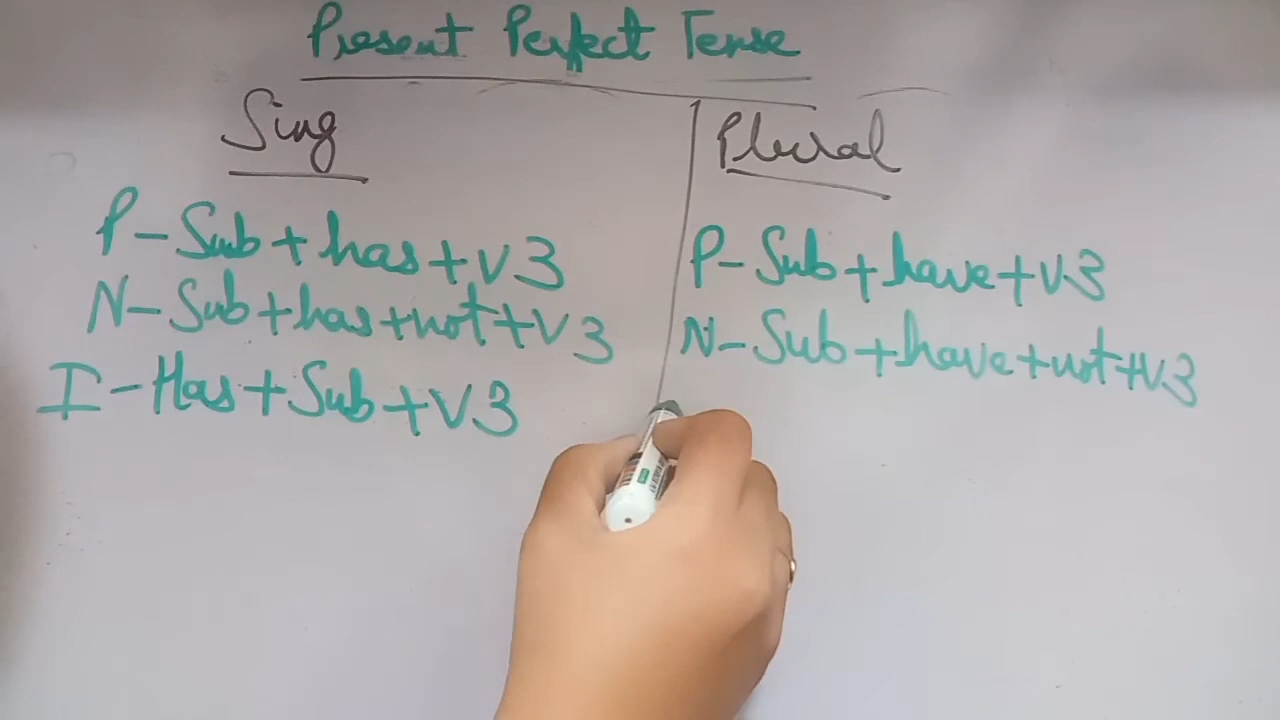 Present Perfect Tense
Sing
Plural
P-Sub+has+V3
N-Sub+has+not+V3
I-Has+Sub+V3
P-Sub+have+V3
N-Sub+have+not+V3